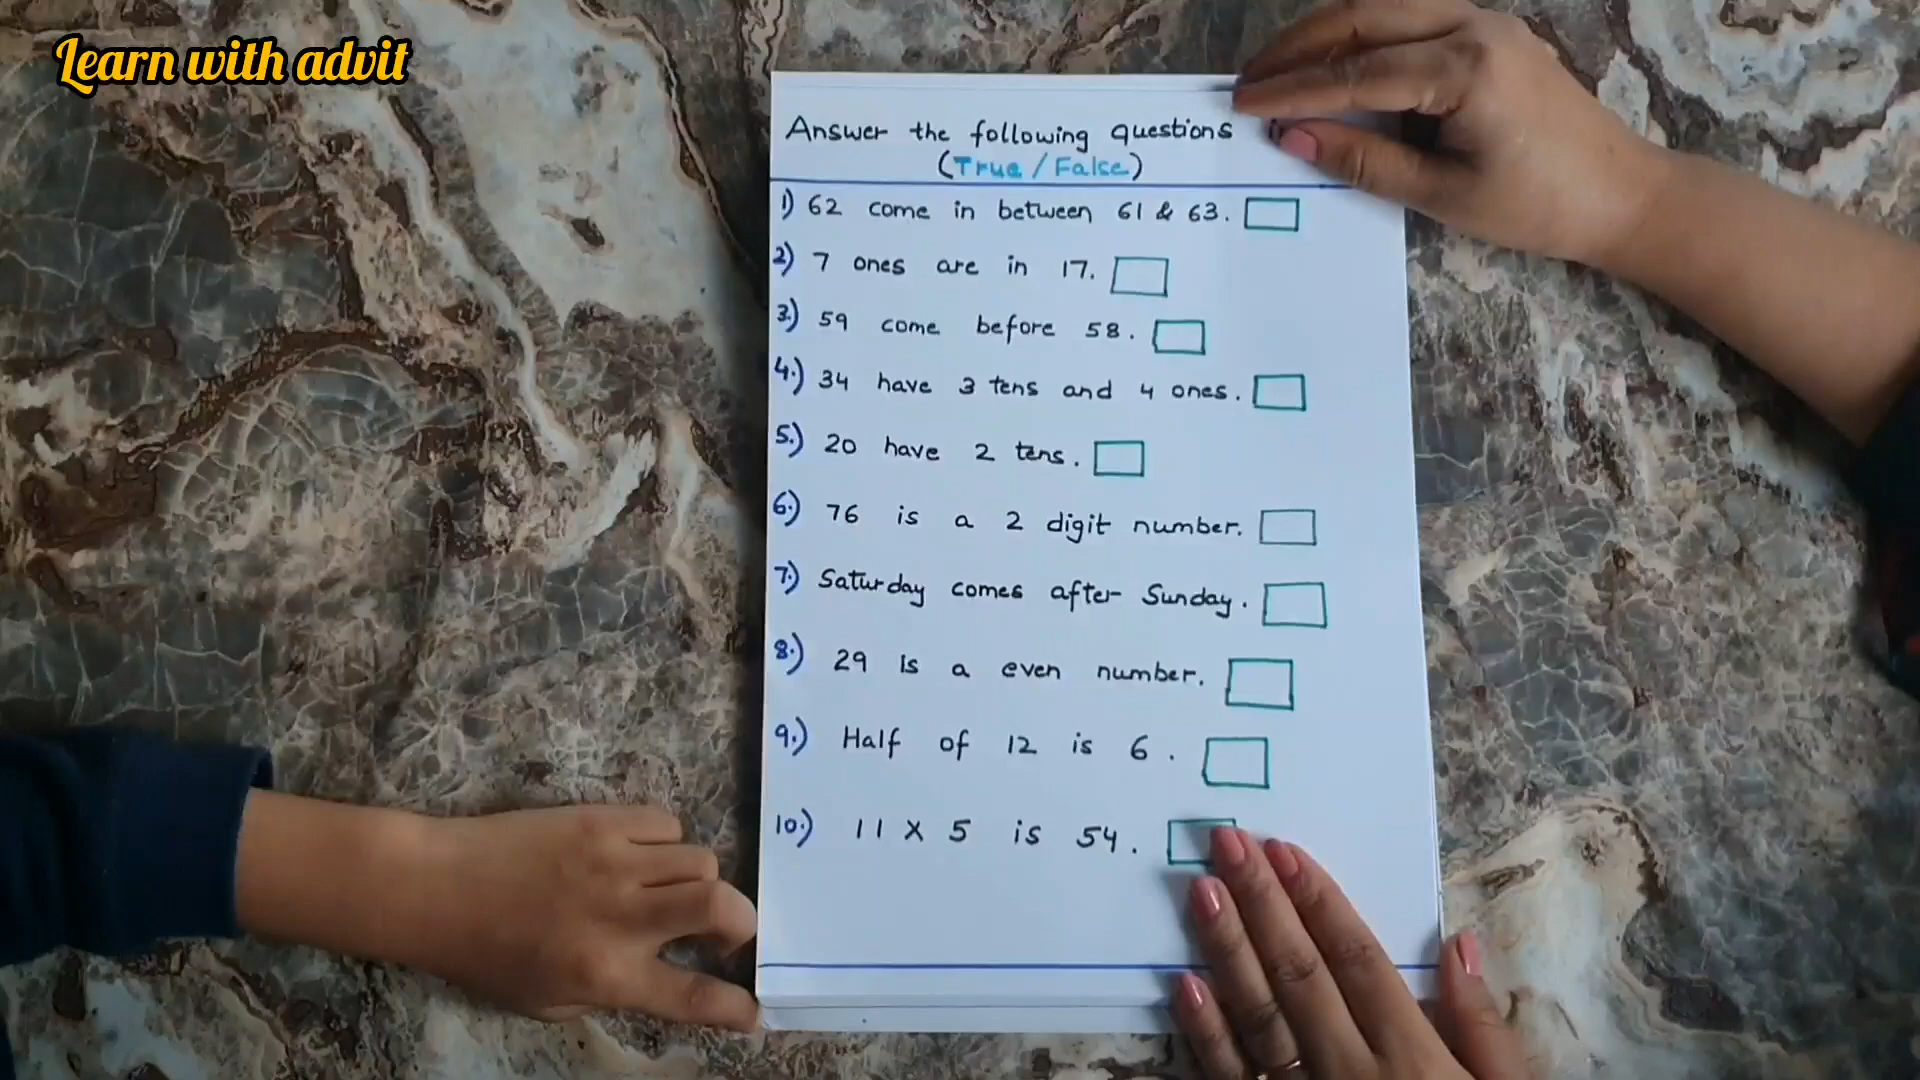 Learn with advit
Answer the following questions
(True / False)
1) 62 come in between 61 & 63.
2) 7 ones are in 17.
3.) 59 come before 58.
4.) 34 have 3 tens and 4 ones.
5.) 20 have 2 tens.
6.) 76 is a 2 digit number.
7.) Saturday comes after Sunday.
8.) 29 is a even number.
9.) Half of 12 is 6.
10.) 11 X 5 is 54.